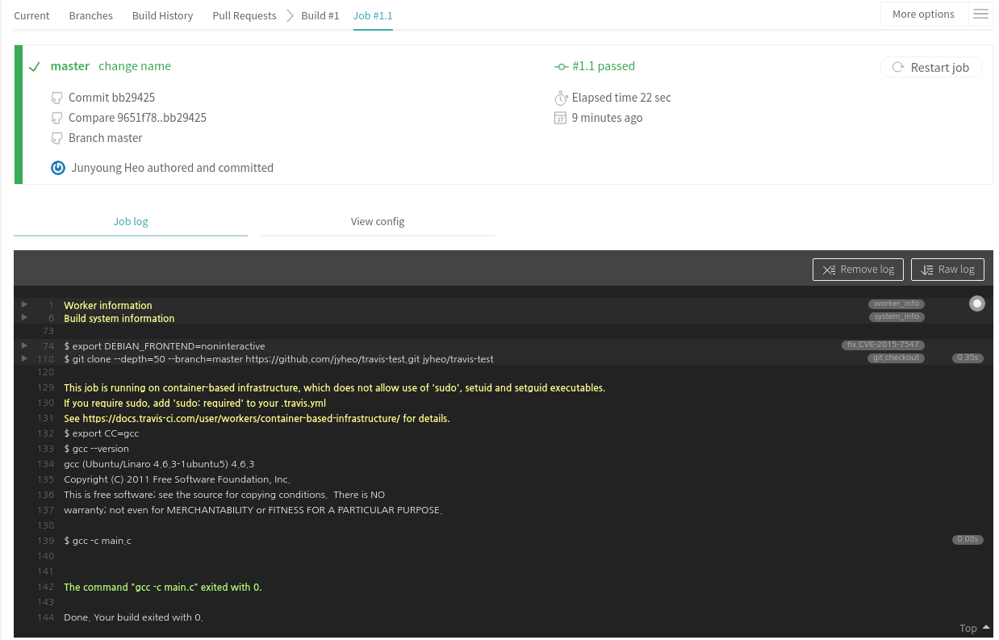 Current Branches Build History Pull Requests Build #1 Job #1.1 More options
master change name #1.1 passed Restart job
Commit bb29425 Elapsed time 22 sec
Compare 9651f78..bb29425 27 9 minutes ago
Branch master
Junyoung Heo authored and committed
Job log View config
Remove log Raw log
1 Worker information worker_info
6 Build system information system_info
73
74 $ export DEBIAN_FRONTEND=noninteractive fix.CVE-2015-7547
118 $ git clone --depth=50 --branch=master https://github.com/jyheo/travis-test.git jyheo/travis-test git.checkout 0.35s
128
129 This job is running on container-based infrastructure, which does not allow use of 'sudo', setuid and setguid executables.
130 If you require sudo, add 'sudo: required' to your .travis.yml
131 See https://docs.travis-ci.com/user/workers/container-based-infrastructure/ for details.
132 $ export CC=gcc
133 $ gcc --version
134 gcc (Ubuntu/Linaro 4.6.3-1ubuntu5) 4.6.3
135 Copyright (C) 2011 Free Software Foundation, Inc.
136 This is free software; see the source for copying conditions.  There is NO
137 warranty; not even for MERCHANTABILITY or FITNESS FOR A PARTICULAR PURPOSE.
138
139 $ gcc -c main.c 0.08s
140
141
142 The command "gcc -c main.c" exited with 0.
143
144 Done. Your build exited with 0.
Top